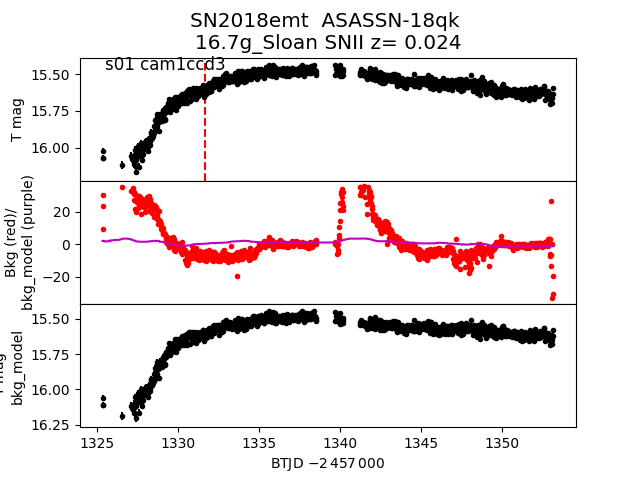 SN2018emt ASASSN-18qk
16.7g_Sloan SNII z= 0.024
s01 cam1ccd3
15.50
15.75
16.00
T mag
20
0
−20
Bkg (red)/
bkg_model (purple)
15.50
15.75
16.00
16.25
mag
bkg_model
1325
1330
1335
1340
1345
1350
BTJD −2 457 000